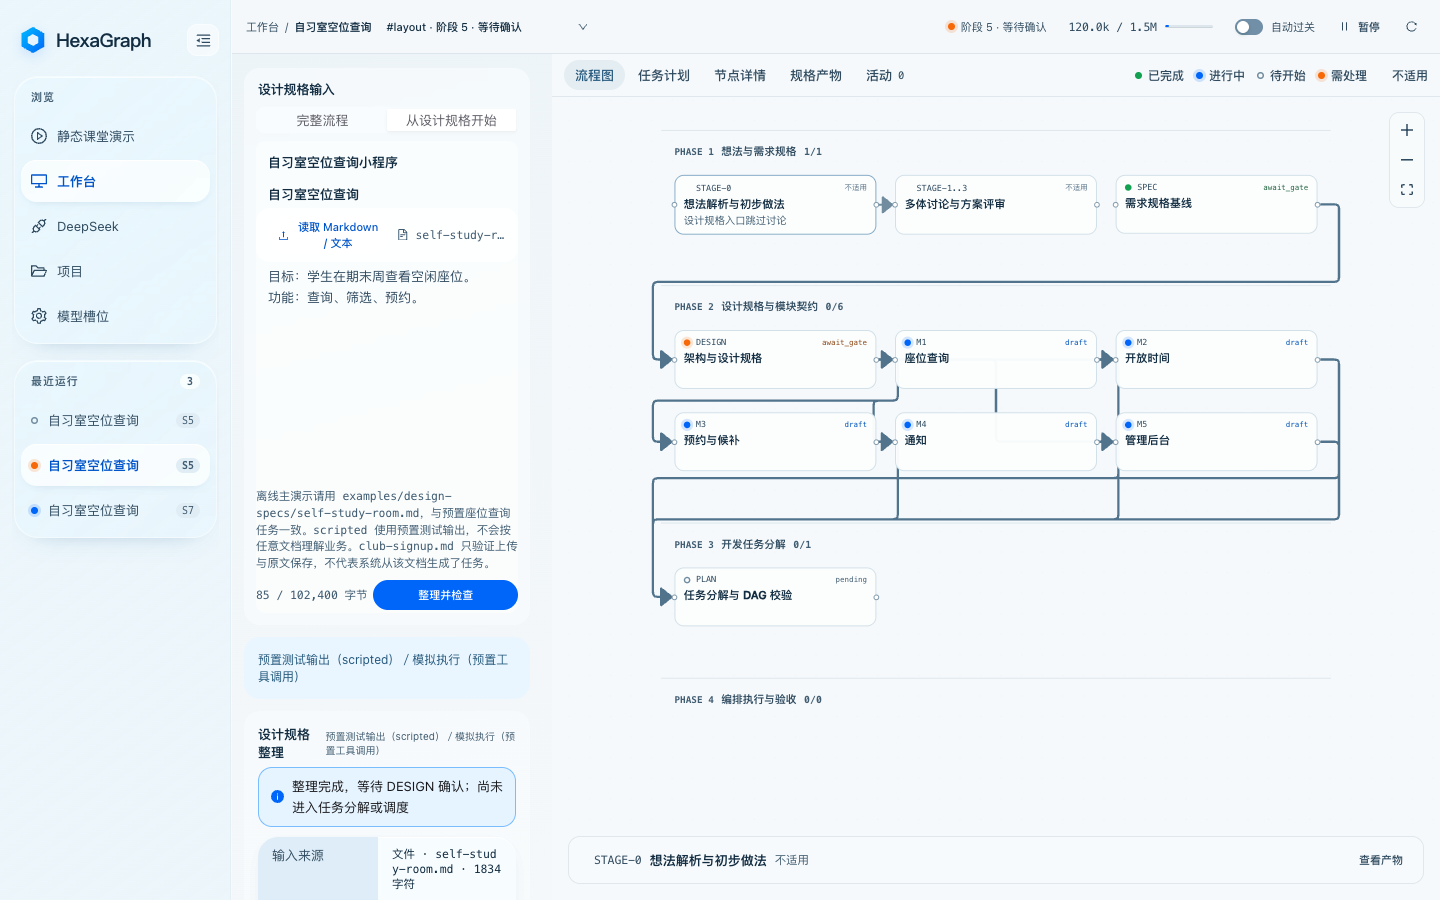 HexaGraph
浏览
静态课堂演示
工作台
DeepSeek
项目
模型槽位
最近运行 3
自习室空位查询 S5
自习室空位查询 S5
自习室空位查询 S7
工作台 / 自习室空位查询 #layout · 阶段 5 · 等待确认
阶段 5 · 等待确认 120.0k / 1.5M 自动过关 暂停
设计规格输入
完整流程 从设计规格开始
自习室空位查询小程序
自习室空位查询
读取 Markdown
/ 文本
self-study-r…
目标：学生在期末周查看空闲座位。
功能：查询、筛选、预约。
离线主演示请用 examples/design-
specs/self-study-room.md，与预置座位查询
任务一致。scripted 使用预置测试输出，不会按
任意文档理解业务。club-signup.md 只验证上传
与原文保存，不代表系统从该文档生成了任务。
85 / 102,400 字节 整理并检查
预置测试输出（scripted） / 模拟执行（预置工
具调用）
设计规格
整理
预置测试输出（scripted） / 模拟执行（预
置工具调用）
整理完成，等待 DESIGN 确认；尚未
进入任务分解或调度
输入来源
文件 · self-stud
y-room.md · 1834
字符
流程图 任务计划 节点详情 规格产物 活动 0
已完成 进行中 待开始 需处理 不适用
PHASE 1 想法与需求规格 1/1
STAGE-0 不适用
想法解析与初步做法
设计规格入口跳过讨论
STAGE-1..3 不适用
多体讨论与方案评审
SPEC await_gate
需求规格基线
PHASE 2 设计规格与模块契约 0/6
DESIGN await_gate
架构与设计规格
M1 draft
座位查询
M2 draft
开放时间
M3 draft
预约与候补
M4 draft
通知
M5 draft
管理后台
PHASE 3 开发任务分解 0/1
PLAN pending
任务分解与 DAG 校验
PHASE 4 编排执行与验收 0/0
STAGE-0 想法解析与初步做法 不适用 查看产物